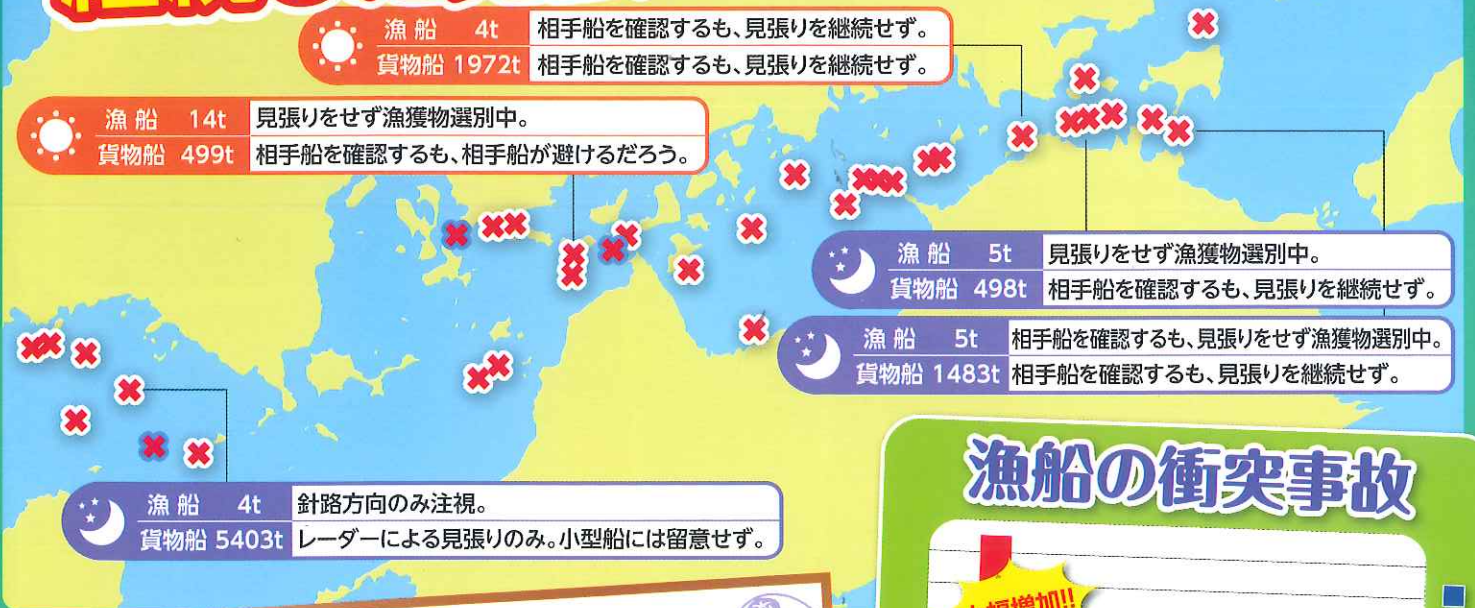 漁船 4t 相手船を確認するも、見張りを継続せず。
貨物船 1972t 相手船を確認するも、見張りを継続せず。
漁船 14t 見張りをせず漁獲物選別中。
貨物船 499t 相手船を確認するも、相手船が避けるだろう。
漁船 5t 見張りをせず漁獲物選別中。
貨物船 498t 相手船を確認するも、見張りを継続せず。
漁船 5t 相手船を確認するも、見張りをせず漁獲物選別中。
貨物船 1483t 相手船を確認するも、見張りを継続せず。
漁船 4t 針路方向のみ注視。
貨物船 5403t レーダーによる見張りのみ。小型船には留意せず。
漁船の衝突事故
増加!!